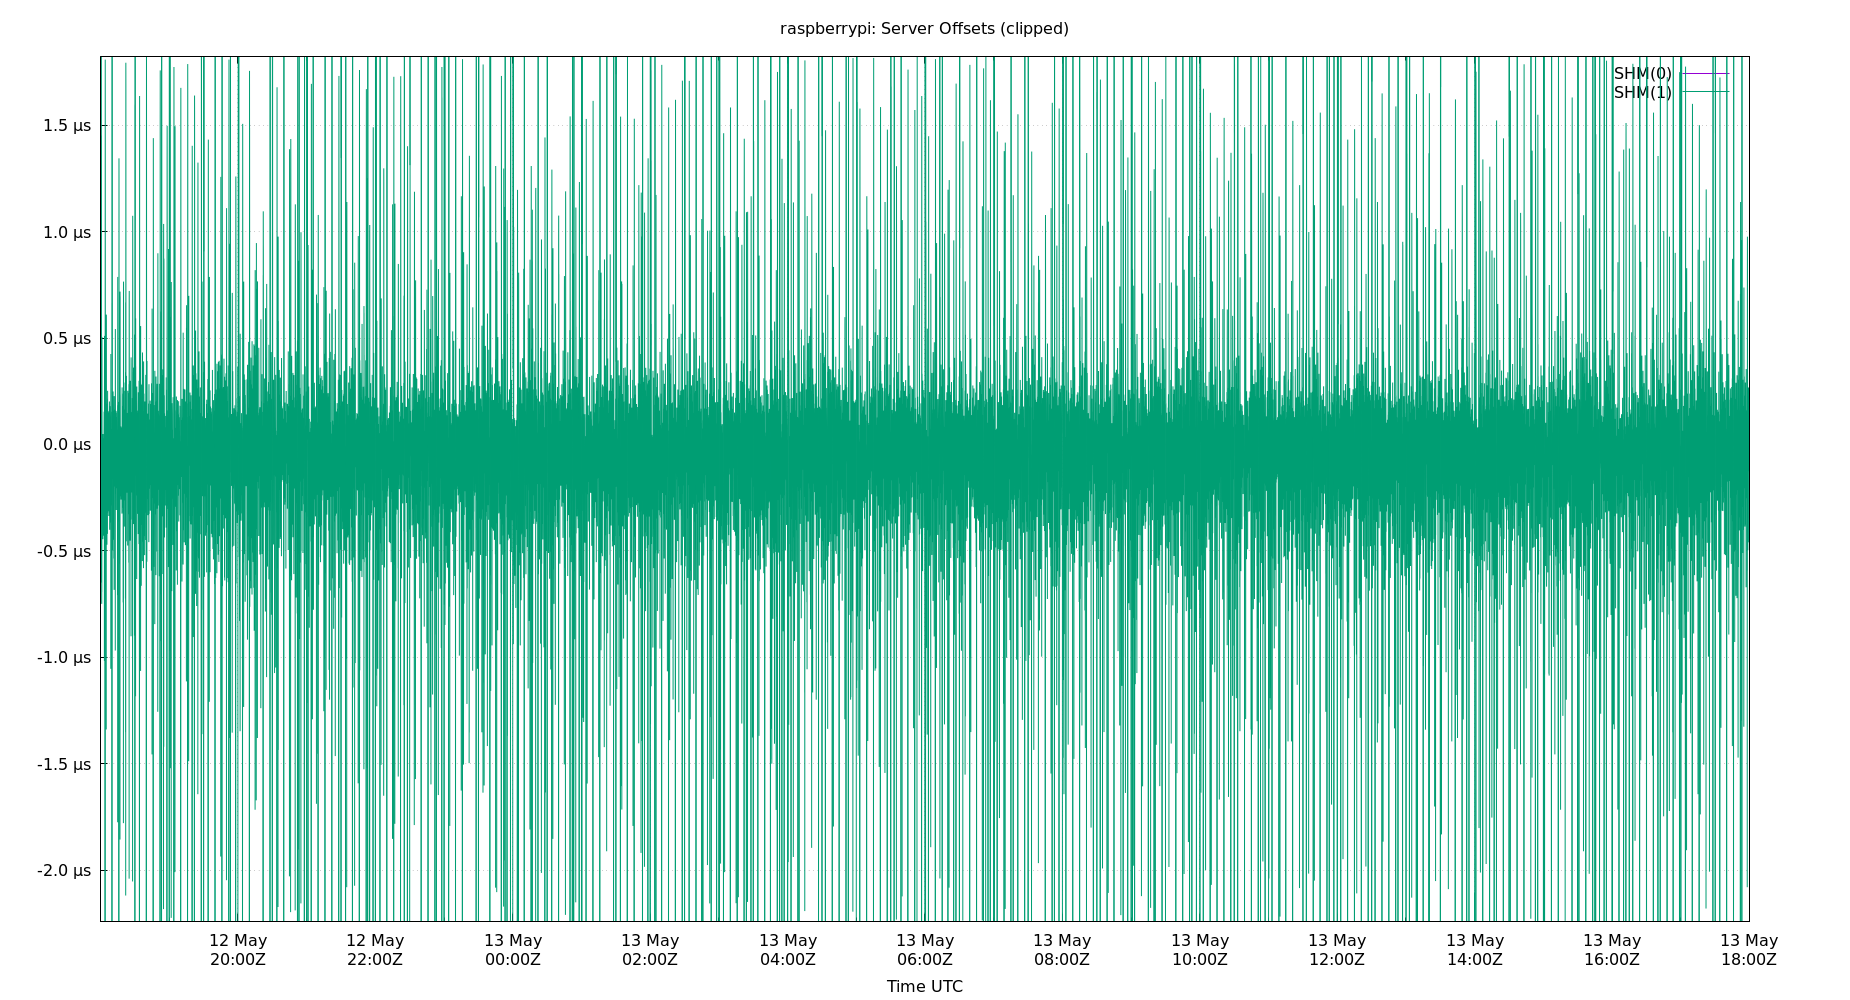 raspberrypi: Server Offsets (clipped)
SHM(0)
SHM(1)
1.5 µs
1.0 µs
0.5 µs
0.0 µs
-0.5 µs
-1.0 µs
-1.5 µs
-2.0 µs
12 May 12 May 13 May 13 May 13 May 13 May 13 May 13 May 13 May 13 May 13 May 13 May
20:00Z 22:00Z 00:00Z 02:00Z 04:00Z 06:00Z 08:00Z 10:00Z 12:00Z 14:00Z 16:00Z 18:00Z
Time UTC